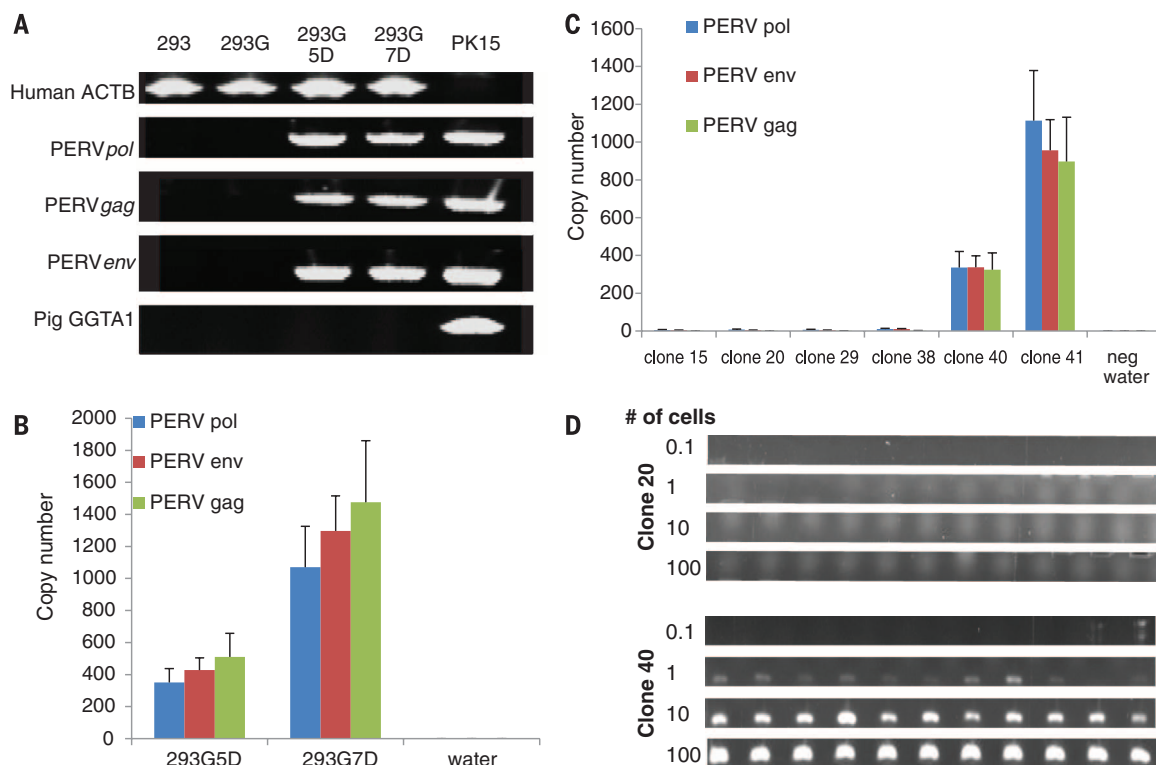 A
293 293G 293G 5D 293G 7D PK15
Human ACTB
PERVpol
PERVgag
PERVenv
Pig GGTA1
B
2000
1800
1600
1400
1200
1000
800
600
400
200
0
Copy number
PERV pol
PERV env
PERV gag
293G5D 293G7D water
C
1600
1400
1200
1000
800
600
400
200
0
Copy number
PERV pol
PERV env
PERV gag
clone 15 clone 20 clone 29 clone 38 clone 40 clone 41 neg water
D
# of cells
Clone 20
0.1
1
10
100
Clone 40
0.1
1
10
100